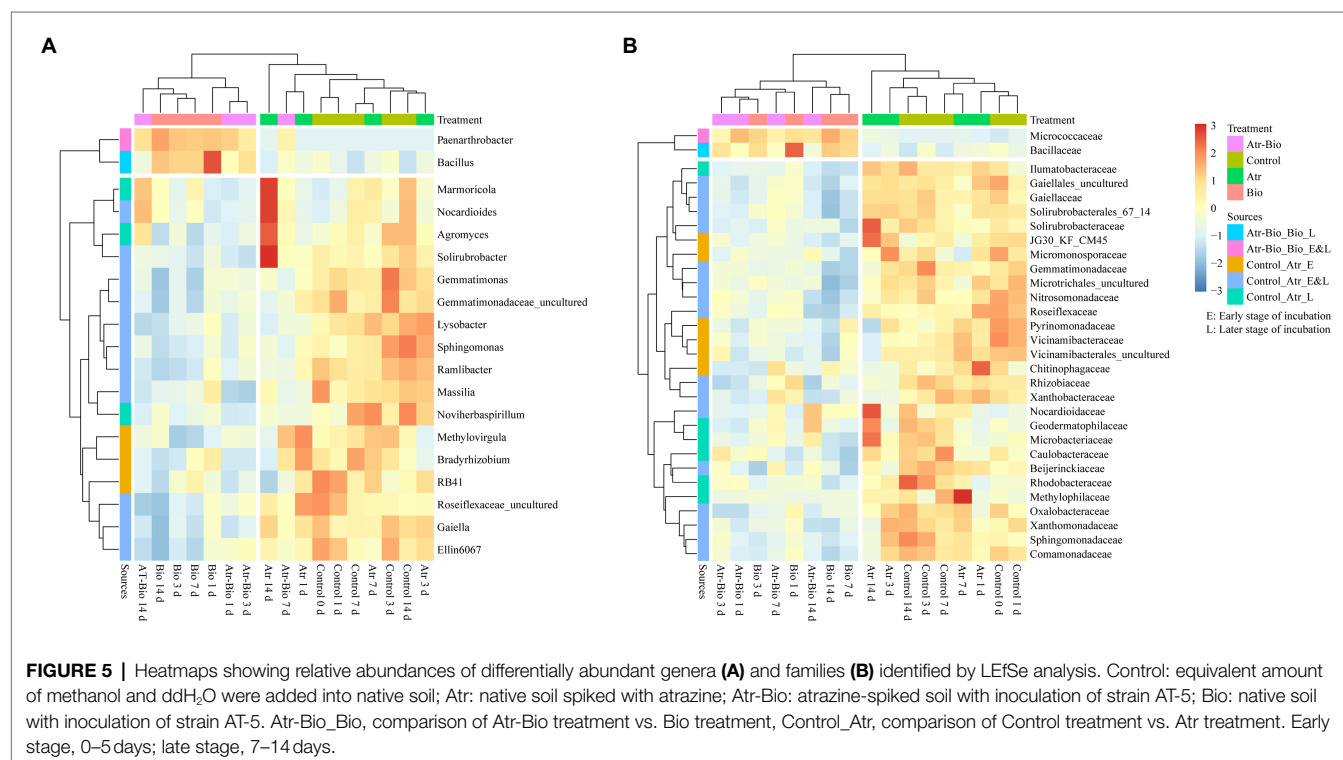 A
Treatment
Paenarthrobacter
Bacillus
Marmoricola
Nocardioides
Agromyces
Solirubrobacter
Gemmatimonas
Gemmatimonadaceae_uncultured
Lysobacter
Sphingomonas
Ramlibacter
Massilia
Noviherbaspirillum
Methylovirgula
Bradyrhizobium
RB41
Roseiflexaceae_uncultured
Gaiella
Ellin6067
Sources
AT-Bio 14 d
Bio 14 d
Bio 3 d
Bio 7 d
Bio 1 d
Atr-Bio 1 d
Atr-Bio 3 d
Atr 14 d
Atr-Bio 7 d
Atr 1 d
Control 0 d
Control 1 d
Control 7 d
Atr 7 d
Control 3 d
Control 14 d
Atr 3 d
B
Treatment
Micrococcaceae
Bacillaceae
Ilumatobacteraceae
Gaiellales_uncultured
Gaiellaceae
Solirubrobacterales_67_14
Solirubrobacteraceae
JG30_KF_CM45
Micromonosporaceae
Gemmatimonadaceae
Microtrichales_uncultured
Nitrosomonadaceae
Roseiflexaceae
Pyrinomonadaceae
Vicinamibacteraceae
Vicinamibacterales_uncultured
Chitinophagaceae
Rhizobiaceae
Xanthobacteraceae
Nocardioidaceae
Geodermatophilaceae
Microbacteriaceae
Caulobacteraceae
Beijerinckiaceae
Rhodobacteraceae
Methylophilaceae
Oxalobacteraceae
Xanthomonadaceae
Sphingomonadaceae
Comamonadaceae
Sources
Atr-Bio 3 d
Atr-Bio 1 d
Bio 3 d
Atr-Bio 7 d
Bio 1 d
Atr-Bio 14 d
Bio 14 d
Bio 7 d
Atr 14 d
Atr 3 d
Control 14 d
Control 3 d
Control 7 d
Atr 7 d
Atr 1 d
Control 0 d
Control 1 d
3
2
1
0
−1
−2
−3
Treatment
Atr-Bio
Control
Atr
Bio
Sources
Atr-Bio_Bio_L
Atr-Bio_Bio_E&L
Control_Atr_E
Control_Atr_E&L
Control_Atr_L
E: Early stage of incubation
L: Later stage of incubation
FIGURE 5 | Heatmaps showing relative abundances of differentially abundant genera (A) and families (B) identified by LEfSe analysis. Control: equivalent amount
of methanol and ddH₂O were added into native soil; Atr: native soil spiked with atrazine; Atr-Bio: atrazine-spiked soil with inoculation of strain AT-5; Bio: native soil
with inoculation of strain AT-5. Atr-Bio_Bio, comparison of Atr-Bio treatment vs. Bio treatment, Control_Atr, comparison of Control treatment vs. Atr treatment. Early
stage, 0–5 days; late stage, 7–14 days.